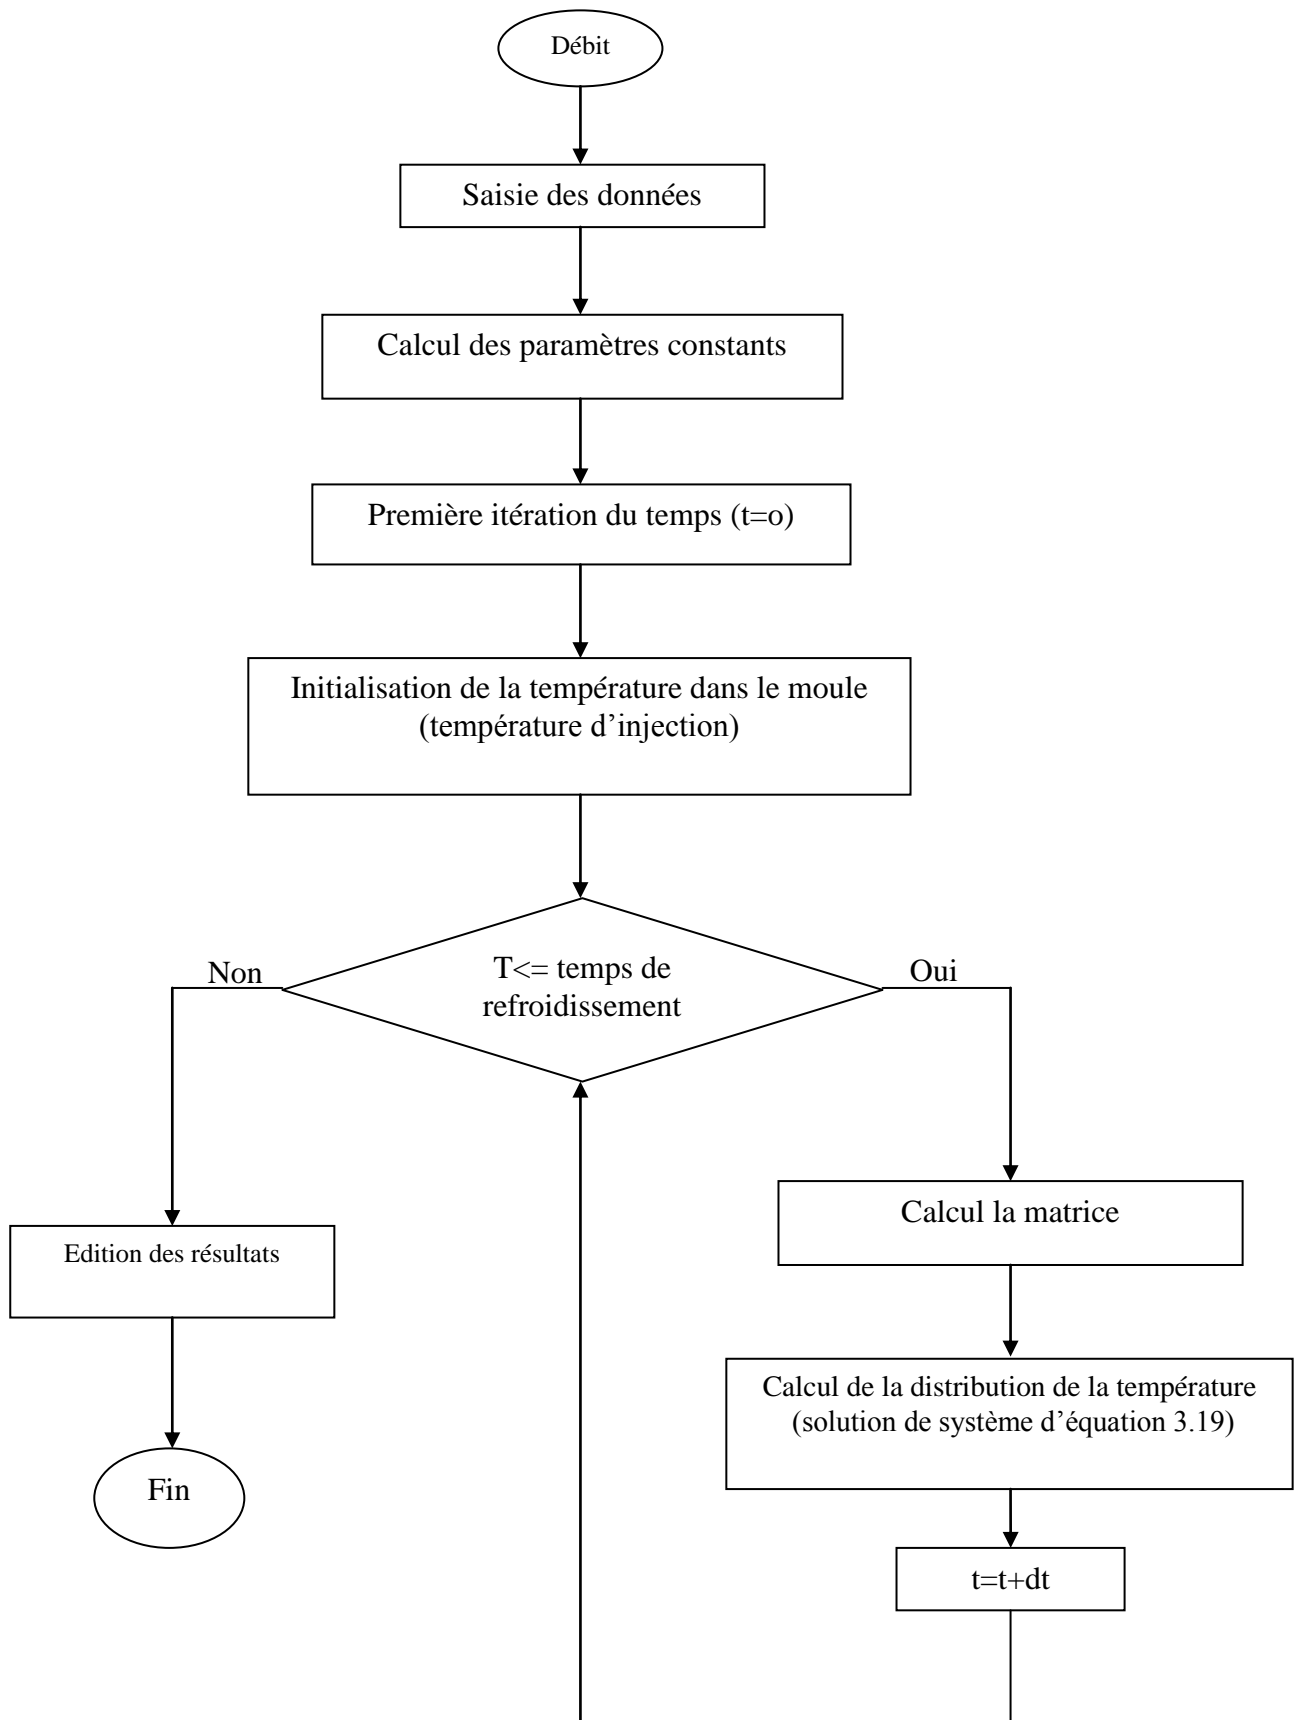 Débit
Saisie des données
Calcul des paramètres constants
Première itération du temps (t=o)
Initialisation de la température dans le moule
(température d’injection)
T<= temps de
refroidissement
Non
Oui
Calcul la matrice
Edition des résultats
Calcul de la distribution de la température
(solution de système d’équation 3.19)
Fin
t=t+dt